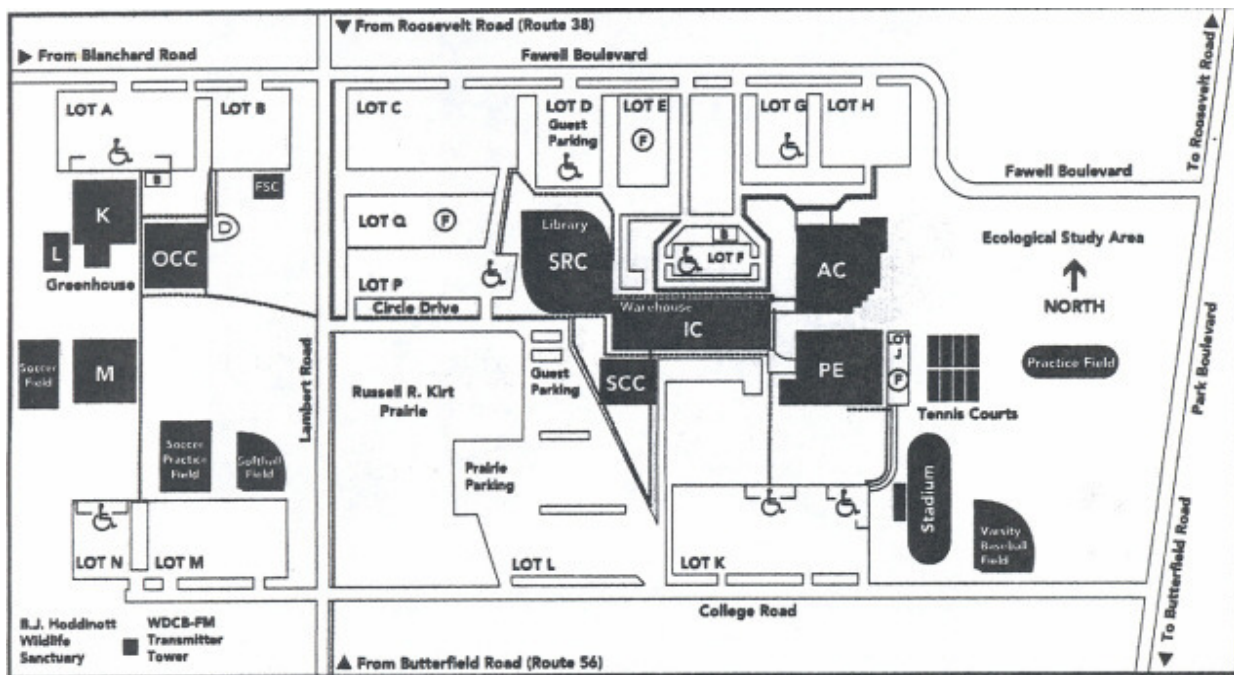 From Roosevelt Road (Route 38)
From Blanchard Road
Fawell Boulevard
To Roosevelt Road
LOT A
LOT B
LOT C
LOT D
Guest
Parking
LOT E
F
LOT G
LOT H
Fawell Boulevard
B
FSC
K
D
LOT Q
F
Library
SRC
B
LOT F
AC
Ecological Study Area
NORTH
L
OCC
Greenhouse
LOT P
Circle Drive
Warehouse
IC
Soccer
Field
M
Lambert Road
Russell R. Kirt
Prairie
Guest
Parking
SCC
PE
LOT
J
F
Tennis Courts
Practice Field
Park Boulevard
Soccer
Practice
Field
Softball
Field
Prairie
Parking
Stadium
Varsity
Baseball
Field
LOT N
LOT M
LOT L
LOT K
College Road
To Butterfield Road
B.J. Hoddinott
Wildlife
Sanctuary
WDCB-FM
Transmitter
Tower
From Butterfield Road (Route 56)